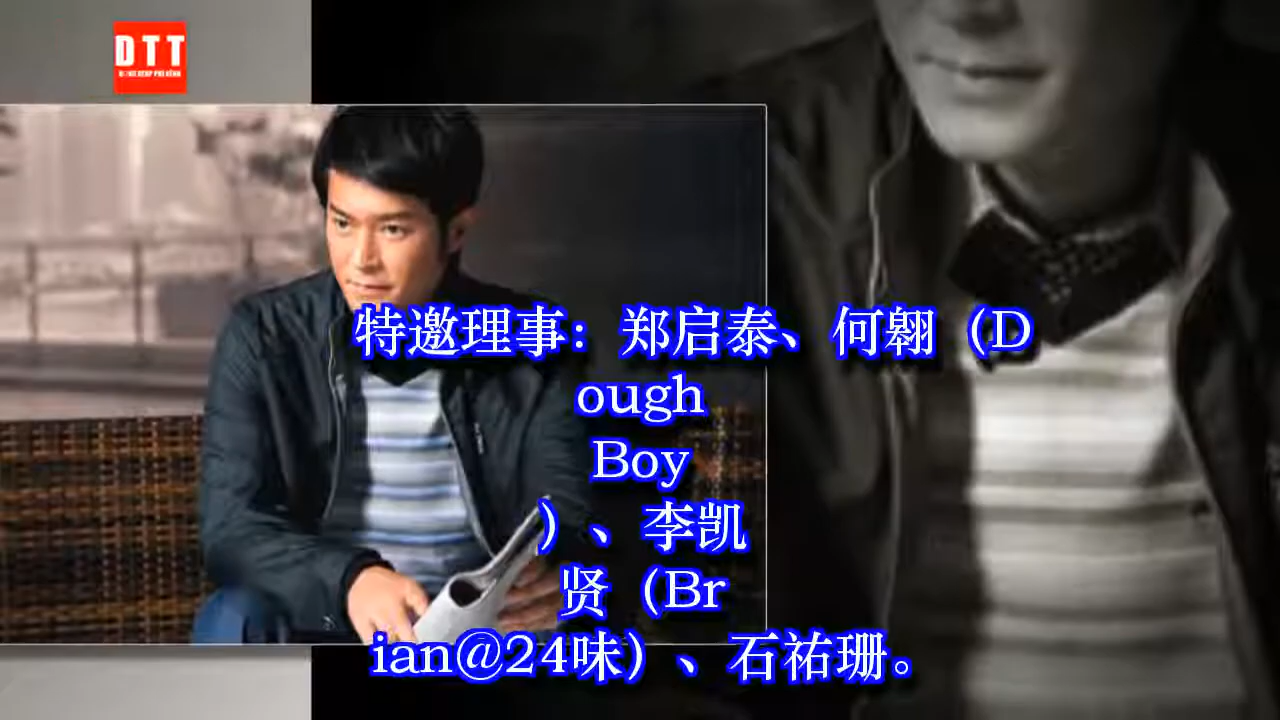 DTT
特邀理事：郑启泰、何翱（D
ough
Boy
）、李凯
贤（Br
ian@24味）、石祐珊。